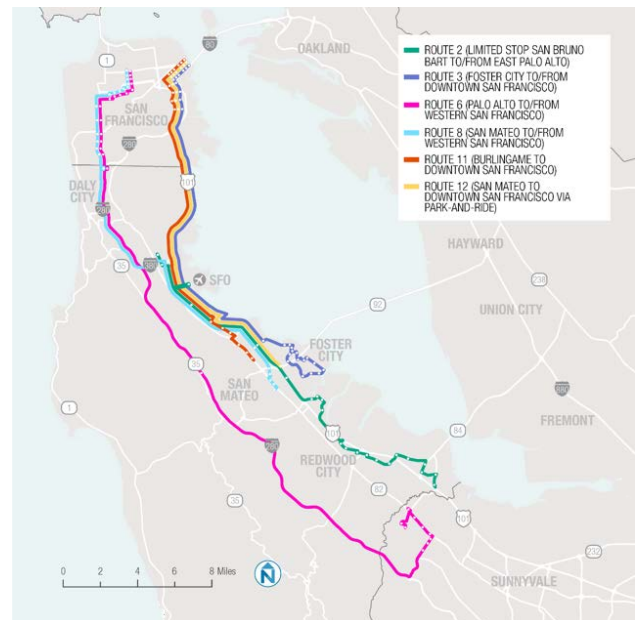 1
80
OAKLAND
SAN
FRANCISCO
280
DALY
CITY
101
280
35
380
SFO
ROUTE 2 (LIMITED STOP SAN BRUNO
BART TO/FROM EAST PALO ALTO)
ROUTE 3 (FOSTER CITY TO/FROM
DOWNTOWN SAN FRANCISCO)
ROUTE 6 (PALO ALTO TO/FROM
WESTERN SAN FRANCISCO)
ROUTE 8 (SAN MATEO TO/FROM
WESTERN SAN FRANCISCO)
ROUTE 11 (BURLINGAME TO
DOWNTOWN SAN FRANCISCO)
ROUTE 12 (SAN MATEO TO
DOWNTOWN SAN FRANCISCO VIA
PARK-AND-RIDE)
HAYWARD
238
92
UNION CITY
FOSTER
CITY
35
SAN
MATEO
1
880
FREMONT
84
101
280
REDWOOD
CITY
82
35
101
232
SUNNYVALE
0 2 4 6 8 Miles
N